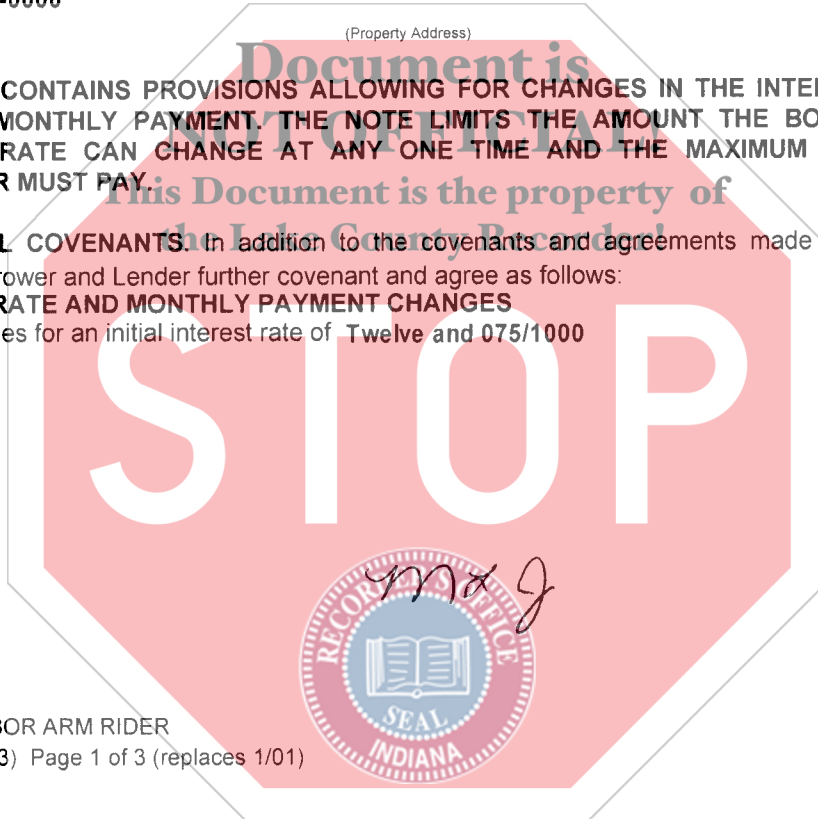 -0000
(Property Address)
Document is
CONTAINS PROVISIONS ALLOWING FOR CHANGES IN THE
MONTHLY PAYMENT. THE NOTE LIMITS THE AMOUNT THE
NOT OFFICIAL!
RATE CAN CHANGE AT ANY ONE TIME AND THE MAXIMUM
R MUST PAY.
This Document is the property of
the Lake County Recorder!
L COVENANTS. In addition to the covenants and agreements made
rower and Lender further covenant and agree as follows:
RATE AND MONTHLY PAYMENT CHANGES
es for an initial interest rate of Twelve and 075/1000
STOP
M L J
RECORDER'S OFFICE
SEAL
INDIANA
BOR ARM RIDER
3) Page 1 of 3 (replaces 1/01)